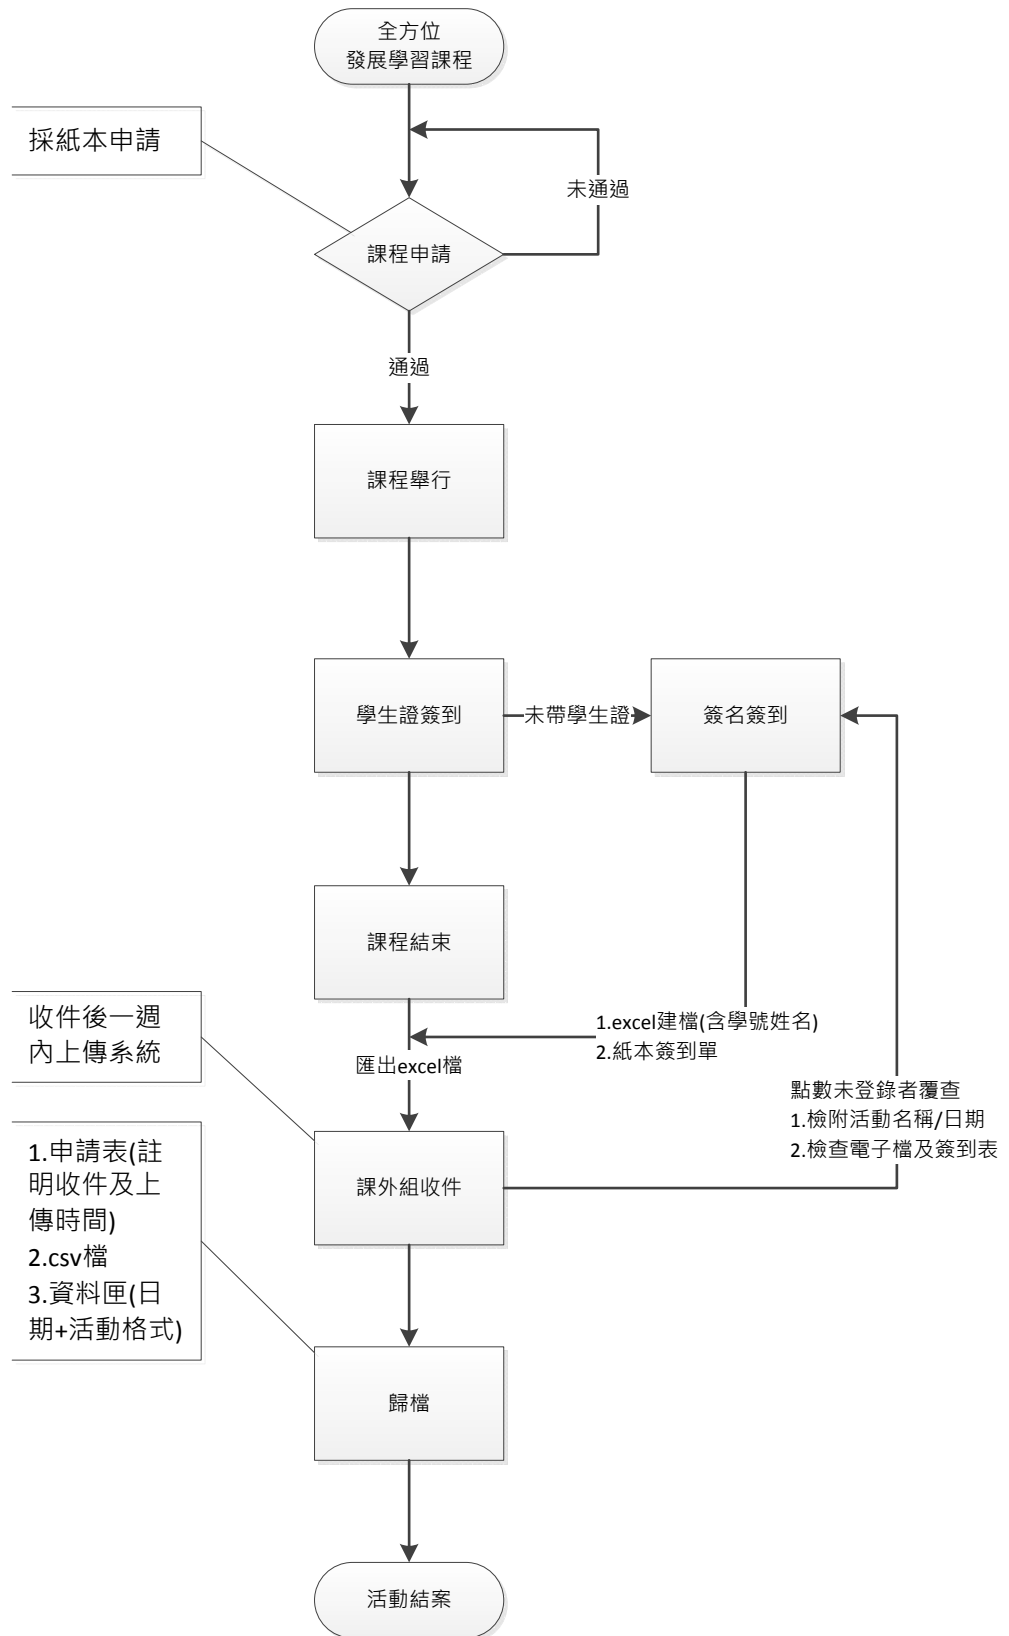 全方位
發展學習課程
採紙本申請
未通過
課程申請
通過
課程舉行
學生證簽到
未帶學生證
簽名簽到
課程結束
收件後一週
內上傳系統
1.excel建檔(含學號姓名)
2.紙本簽到單
匯出excel檔
點數未登錄者覆查
1.檢附活動名稱/日期
2.檢查電子檔及簽到表
課外組收件
1.申請表(註
明收件及上
傳時間)
2.csv檔
3.資料匣(日
期+活動格式)
歸檔
活動結案